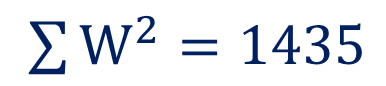 ∑ W² = 1435